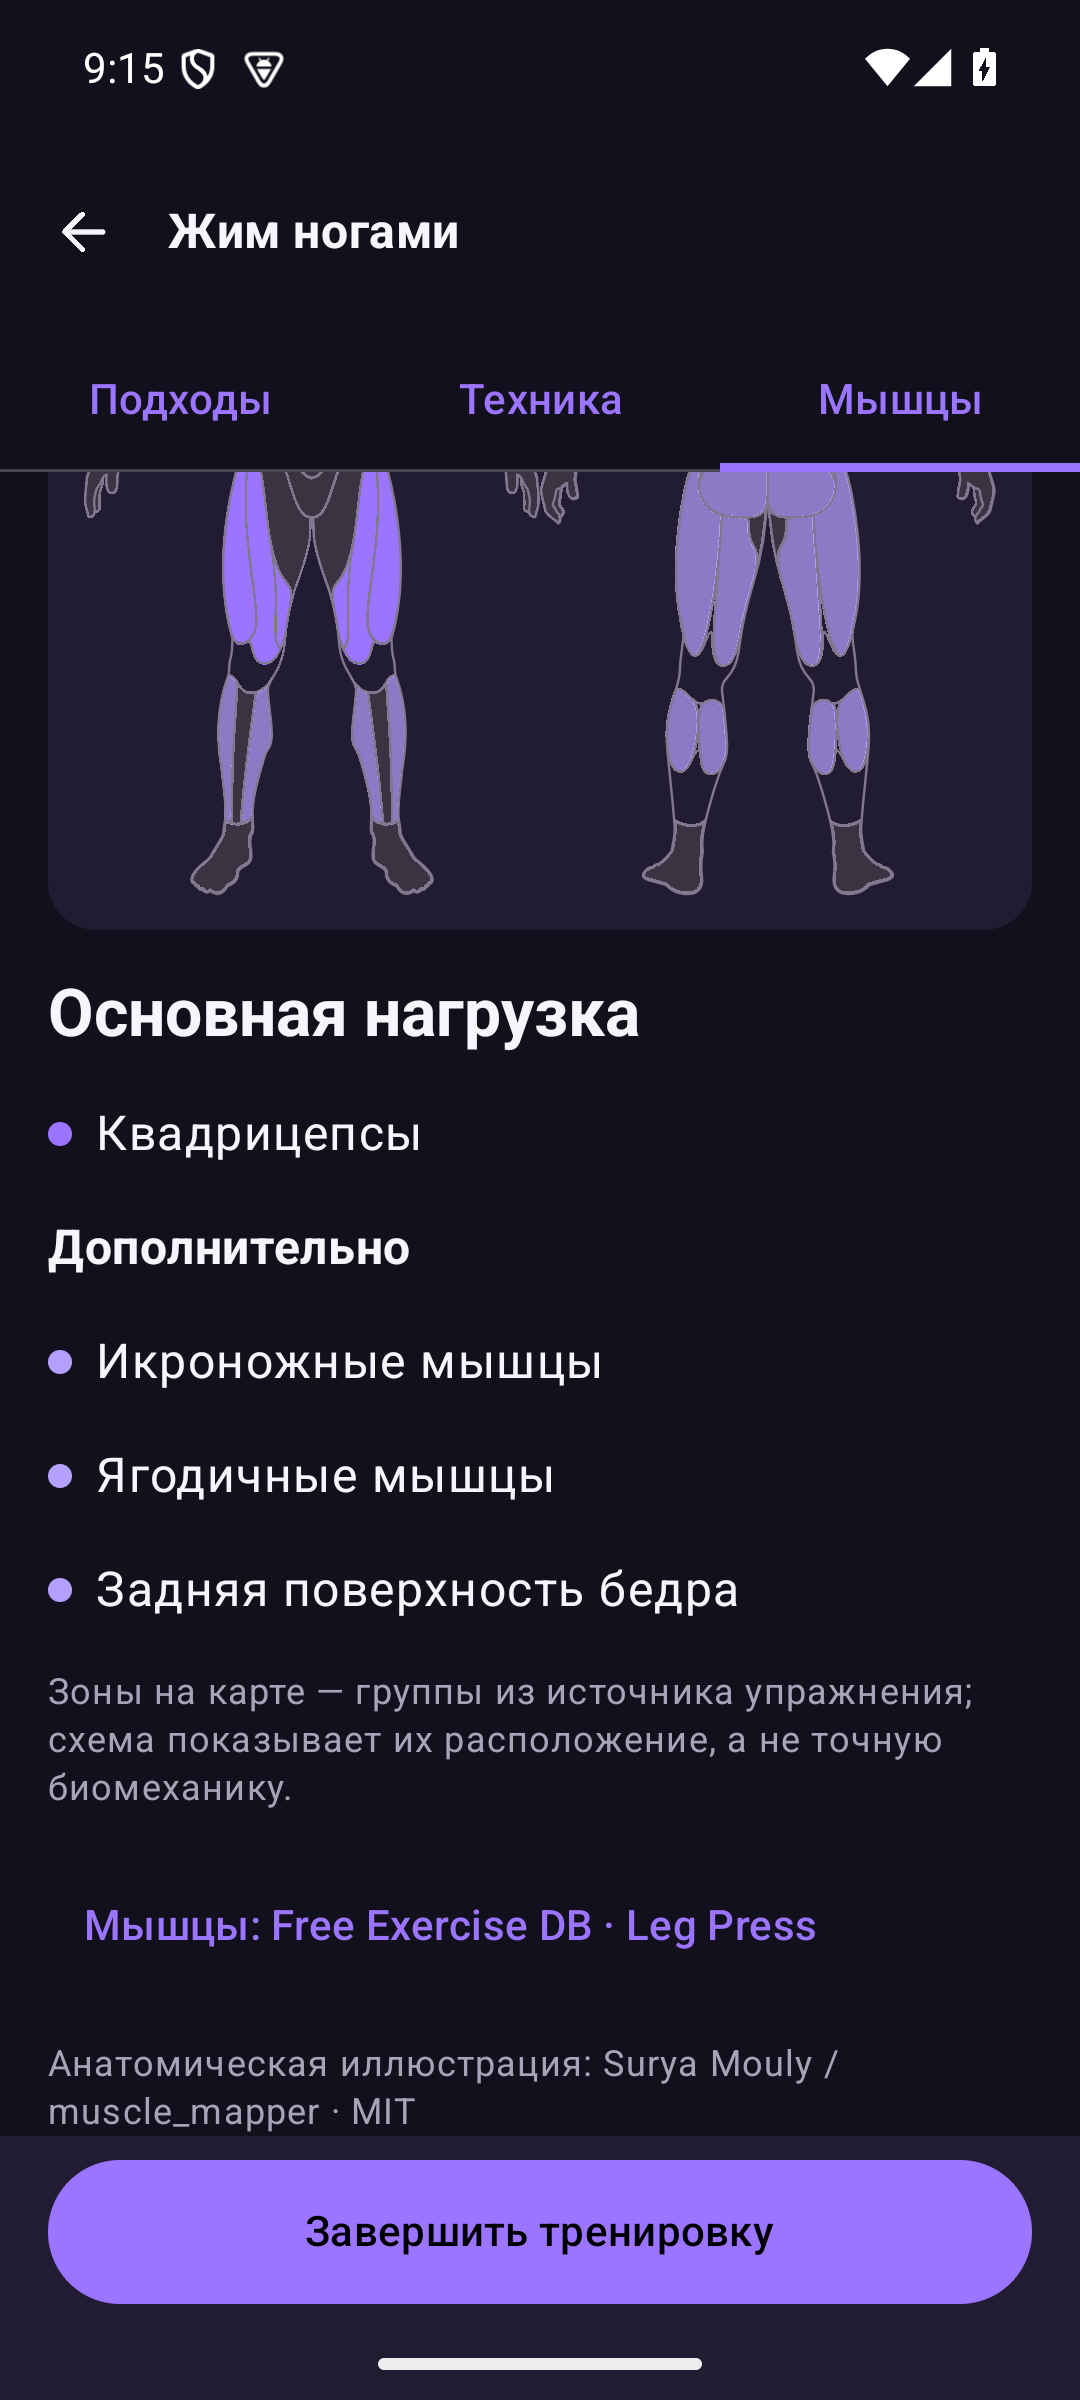 9:15
Жим ногами
Подходы
Техника
Мышцы
Основная нагрузка
Квадрицепсы
Дополнительно
Икроножные мышцы
Ягодичные мышцы
Задняя поверхность бедра
Зоны на карте — группы из источника упражнения;
схема показывает их расположение, а не точную
биомеханику.
Мышцы: Free Exercise DB · Leg Press
Анатомическая иллюстрация: Surya Mouly /
muscle_mapper · MIT
Завершить тренировку